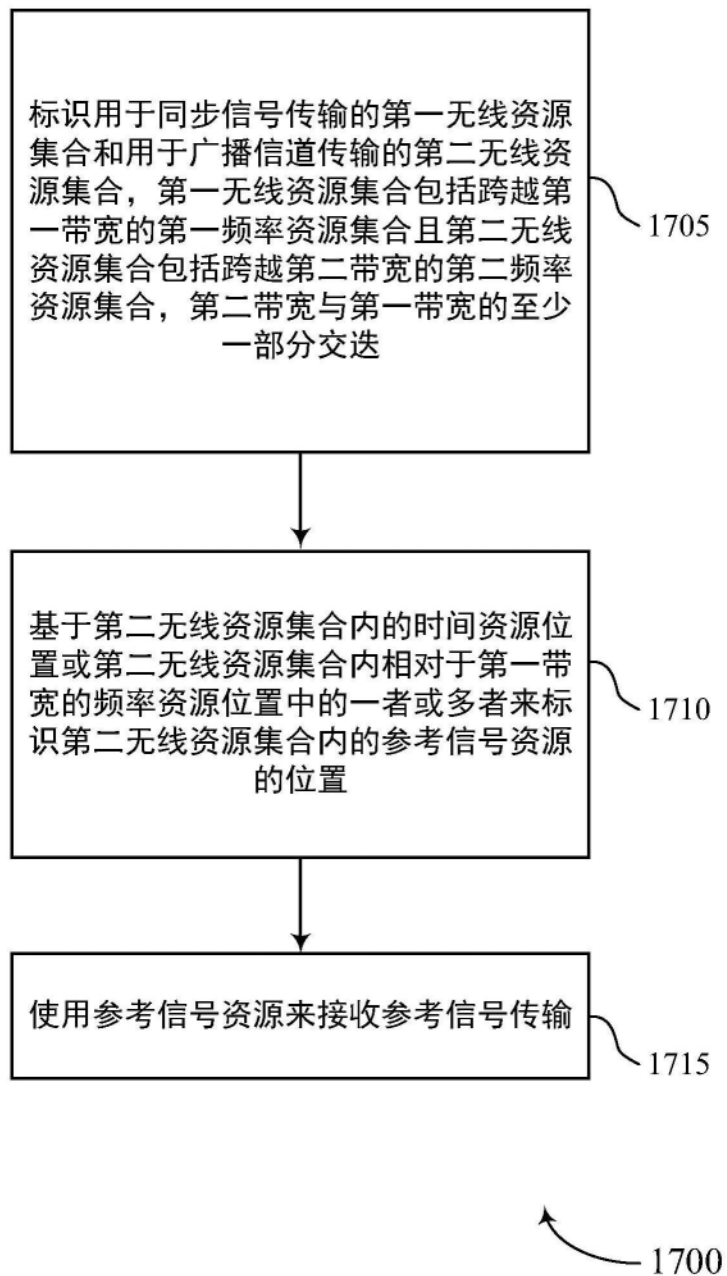 标识用于同步信号传输的第一无线资源
集合和用于广播信道传输的第二无线资
源集合，第一无线资源集合包括跨越第
一带宽的第一频率资源集合且第二无线
资源集合包括跨越第二带宽的第二频率
资源集合，第二带宽与第一带宽的至少
一部分交迭
1705
基于第二无线资源集合内的时间资源位
置或第二无线资源集合内相对于第一带
宽的频率资源位置中的一者或多者来标
识第二无线资源集合内的参考信号资源
的位置
1710
使用参考信号资源来接收参考信号传输
1715
1700